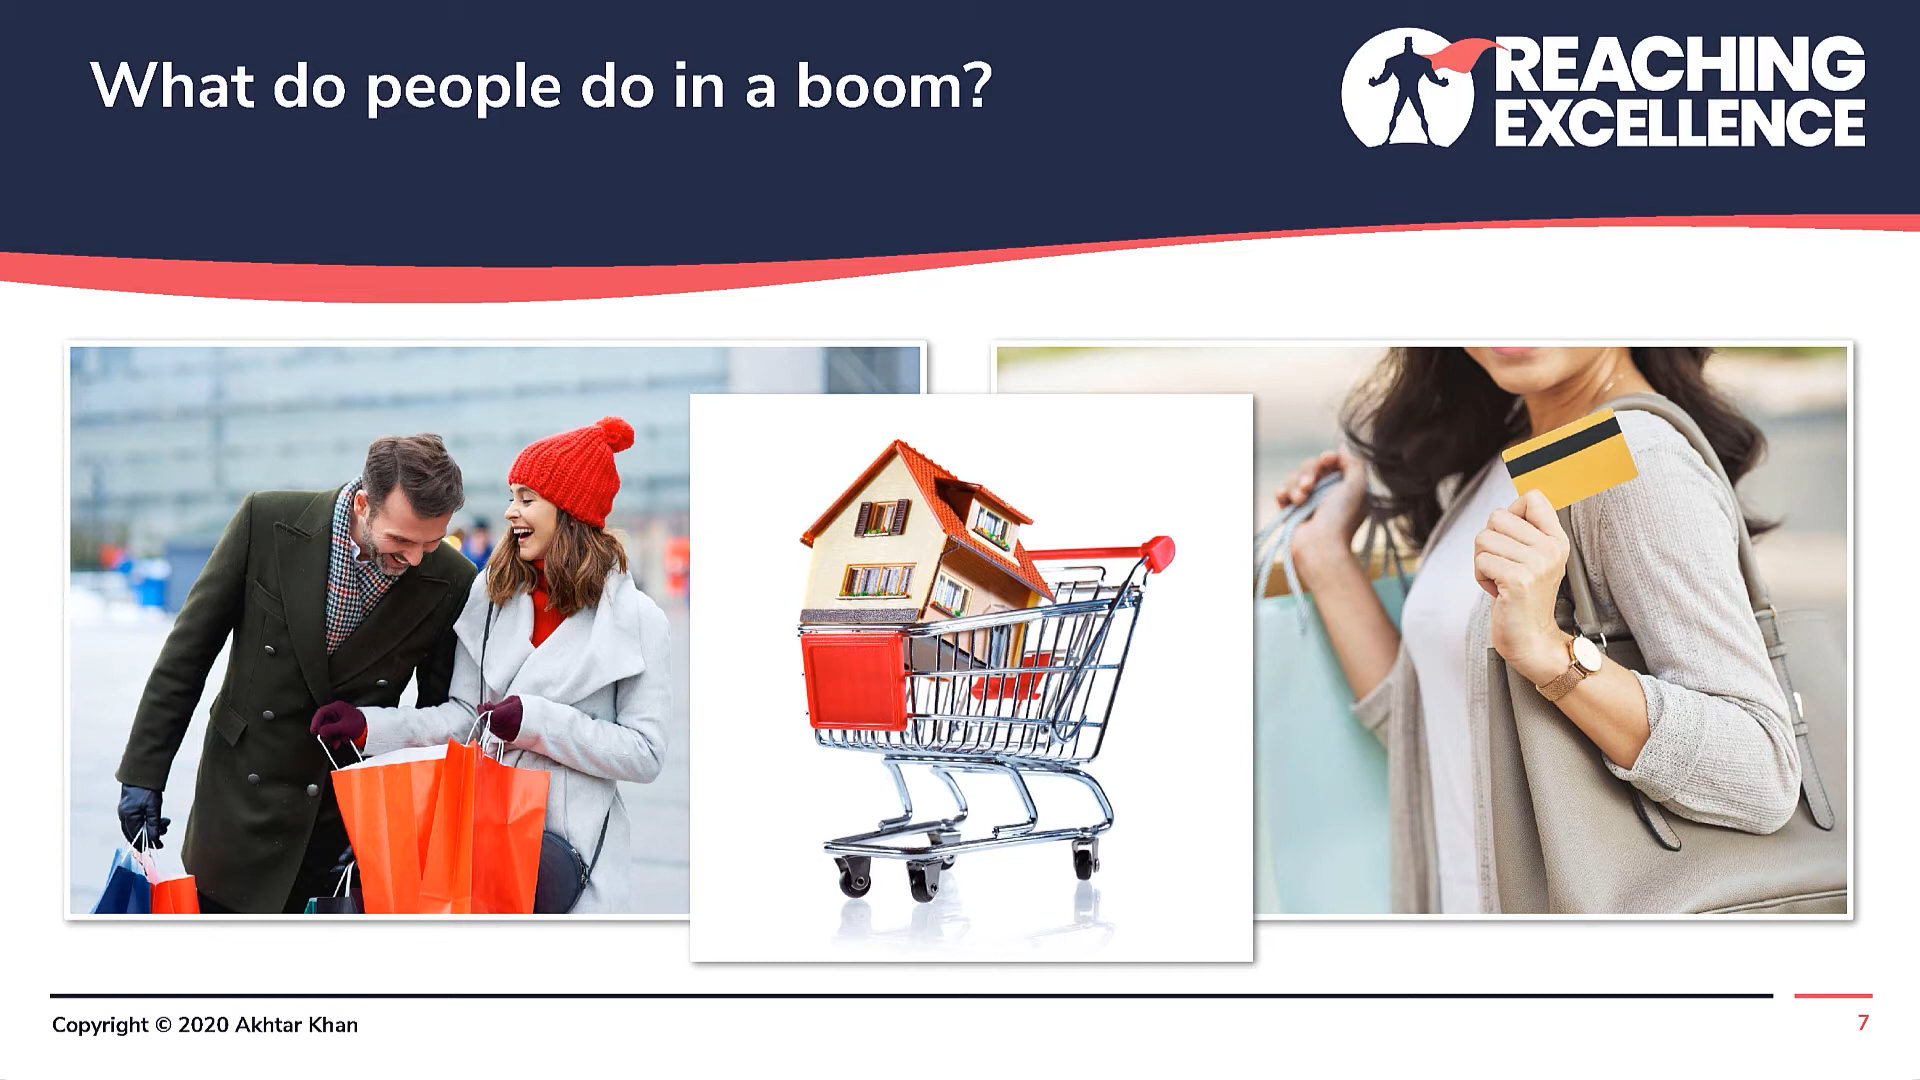 What do people do in a boom?
REACHING
EXCELLENCE
Copyright © 2020 Akhtar Khan
7